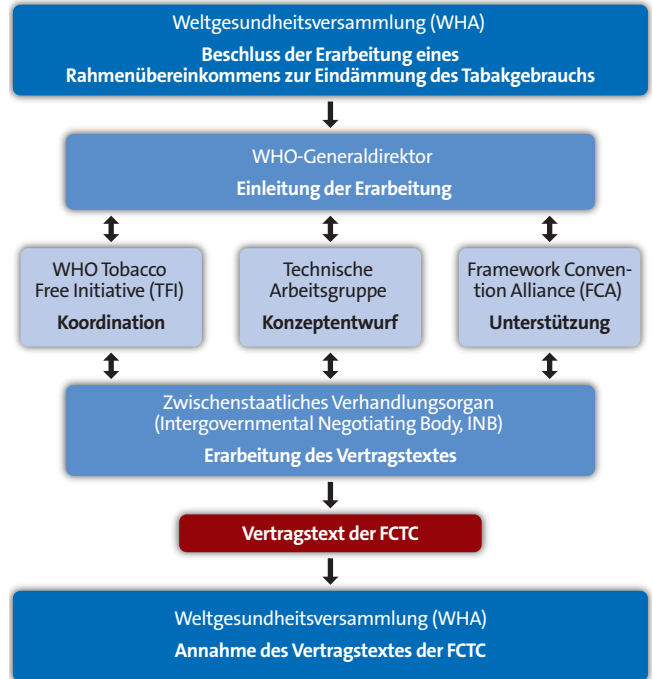 Weltgesundheitsversammlung (WHA)
Beschluss der Erarbeitung eines
Rahmenübereinkommens zur Eindämmung des Tabakgebrauchs
WHO-Generaldirektor
Einleitung der Erarbeitung
WHO Tobacco
Free Initiative (TFI)
Koordination
Technische
Arbeitsgruppe
Konzeptentwurf
Framework Conven-
tion Alliance (FCA)
Unterstützung
Zwischenstaatliches Verhandlungsorgan
(Intergovernmental Negotiating Body, INB)
Erarbeitung des Vertragstextes
Vertragstext der FCTC
Weltgesundheitsversammlung (WHA)
Annahme des Vertragstextes der FCTC